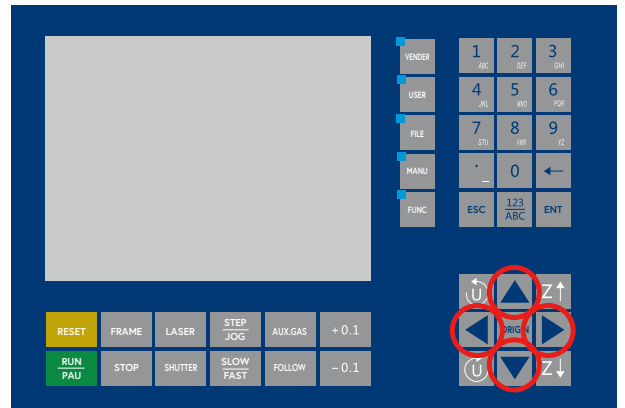 VENDER
USER
FILE
MANU
FUNC
1 ABC
2 DEF
3 GHI
4 JKL
5 MNO
6 PQR
7 STU
8 VWX
9 YZ
. _
0
←
ESC
123
ABC
ENT
U
Z↑
ORIGIN
U
Z↓
RESET
FRAME
LASER
STEP
JOG
AUX.GAS
+0.1
RUN
PAU
STOP
SHUTTER
SLOW
FAST
FOLLOW
-0.1